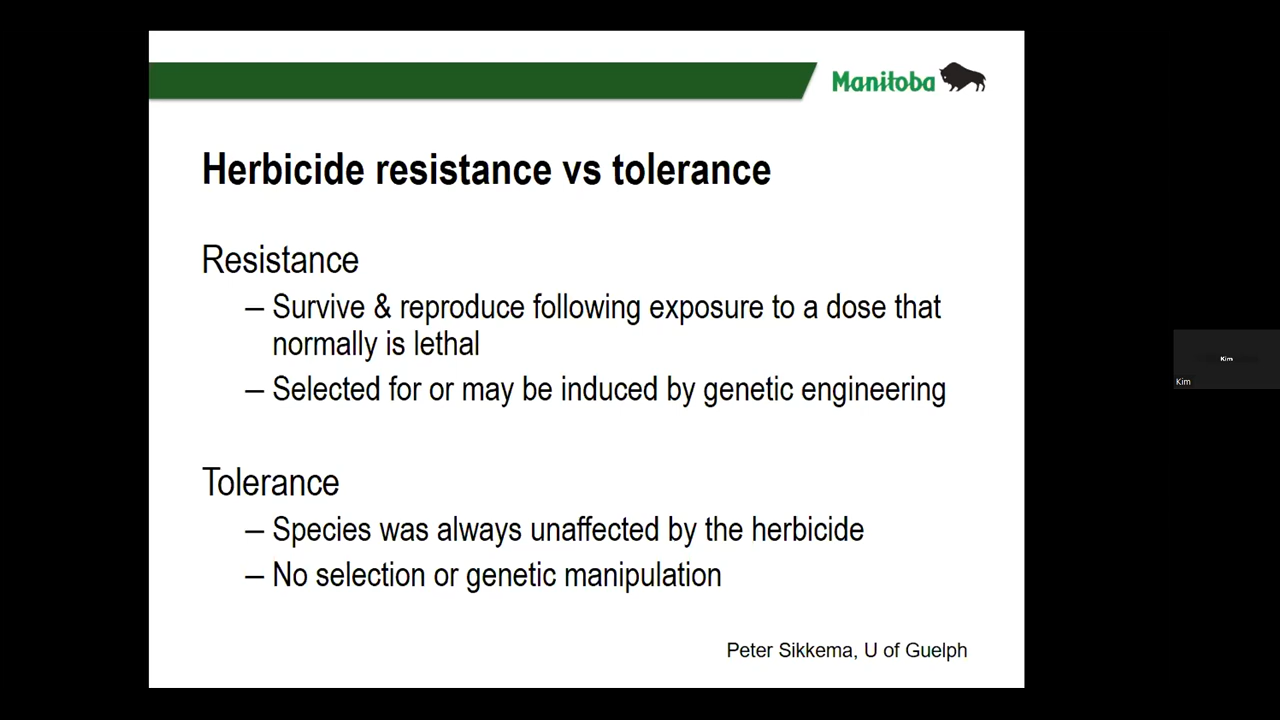 Manitoba
Herbicide resistance vs tolerance
Resistance
– Survive & reproduce following exposure to a dose that
normally is lethal
– Selected for or may be induced by genetic engineering
Tolerance
– Species was always unaffected by the herbicide
– No selection or genetic manipulation
Peter Sikkema, U of Guelph
Kim
Kim